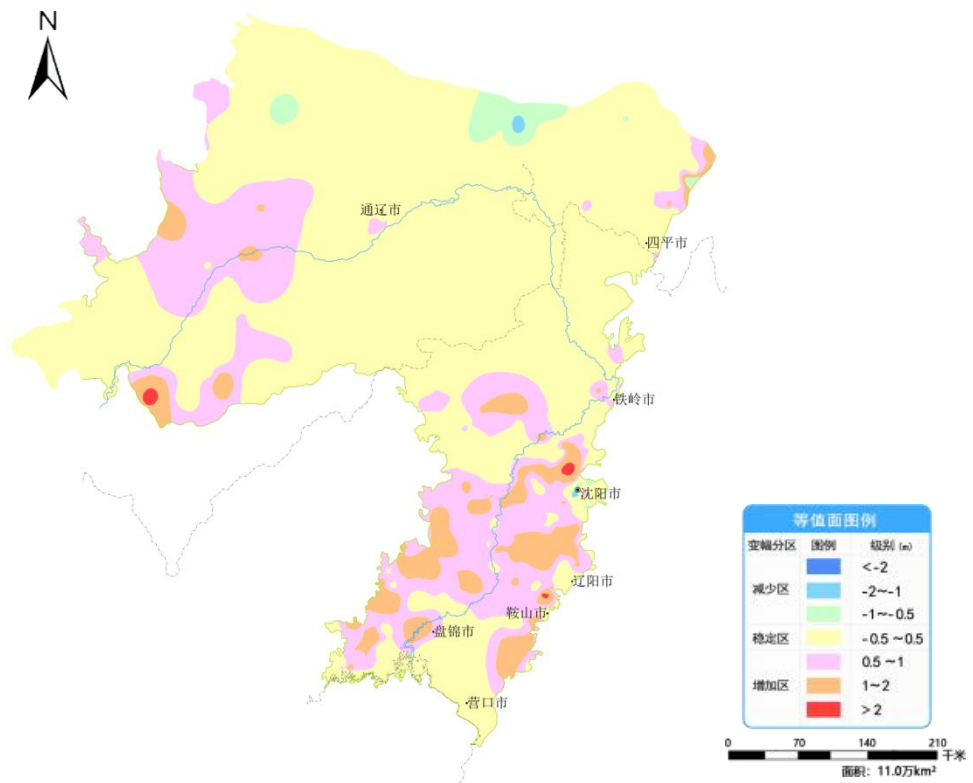 N
通辽市
四平市
铁岭市
沈阳市
辽阳市
鞍山市
盘锦市
营口市
等值面图例
变幅分区 图例 级别 (m)
减少区
<-2
-2~-1
-1~-0.5
稳定区 -0.5~0.5
增加区
0.5~1
1~2
>2
0 70 140 210
千米
面积：11.0万km²